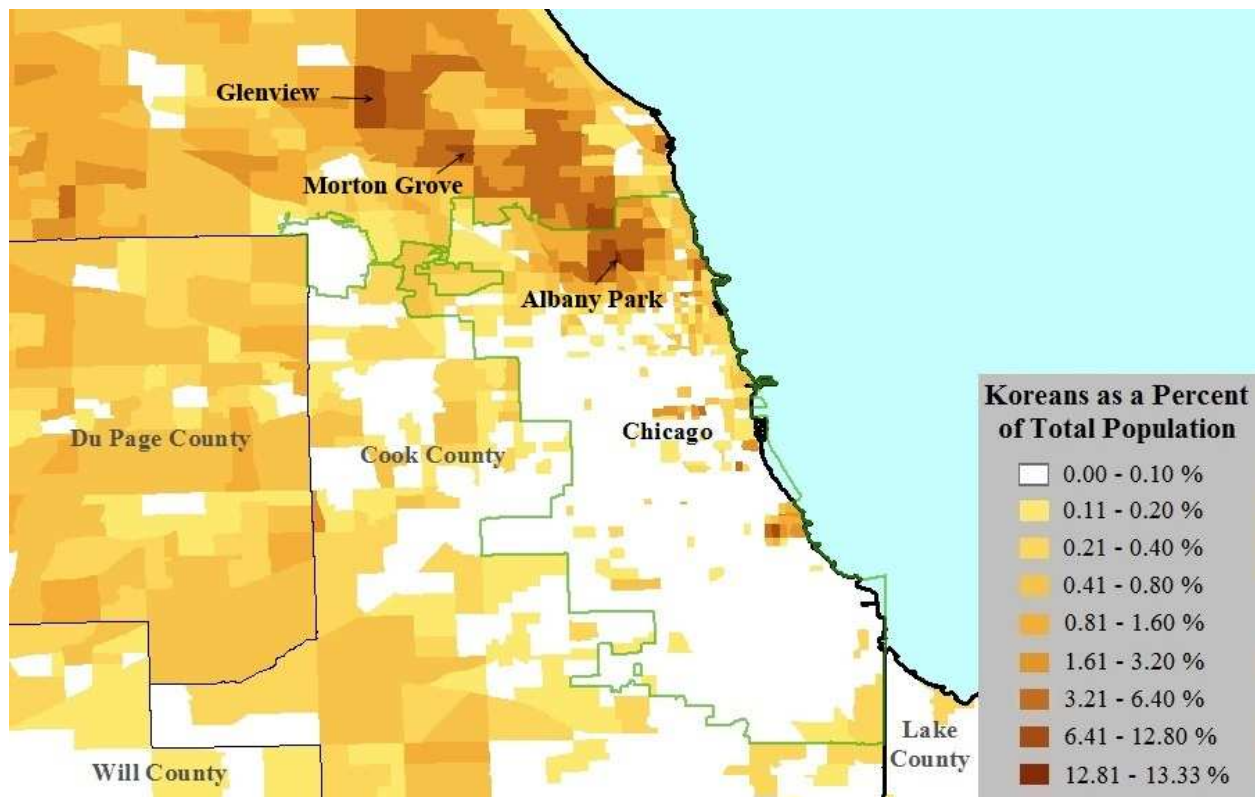 Glenview
Morton Grove
Albany Park
Chicago
Du Page County
Cook County
Will County
Lake
County
Koreans as a Percent
of Total Population
0.00 - 0.10 %
0.11 - 0.20 %
0.21 - 0.40 %
0.41 - 0.80 %
0.81 - 1.60 %
1.61 - 3.20 %
3.21 - 6.40 %
6.41 - 12.80 %
12.81 - 13.33 %